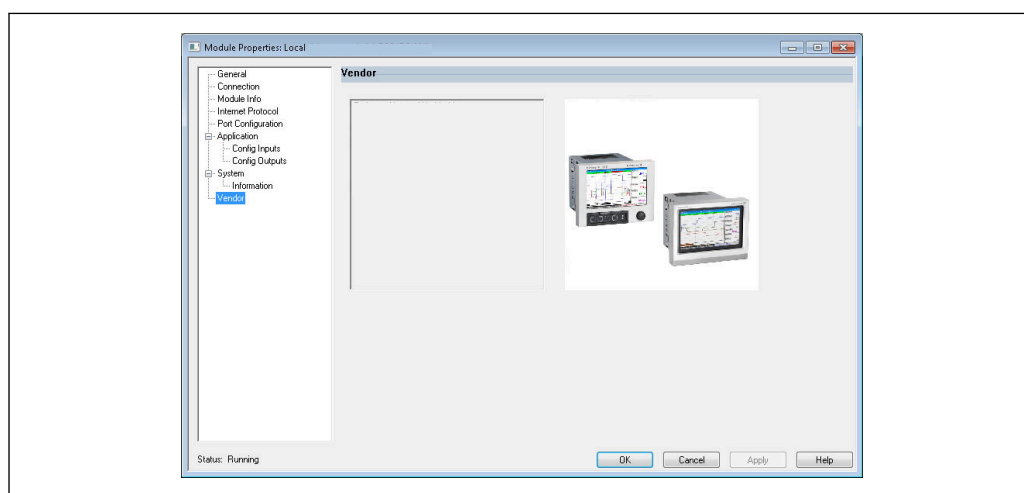 Module Properties: Local
General
Connection
Module Info
Internet Protocol
Port Configuration
Application
Config Inputs
Config Outputs
System
Information
Vendor
Vendor
Status: Running
OK
Cancel
Apply
Help